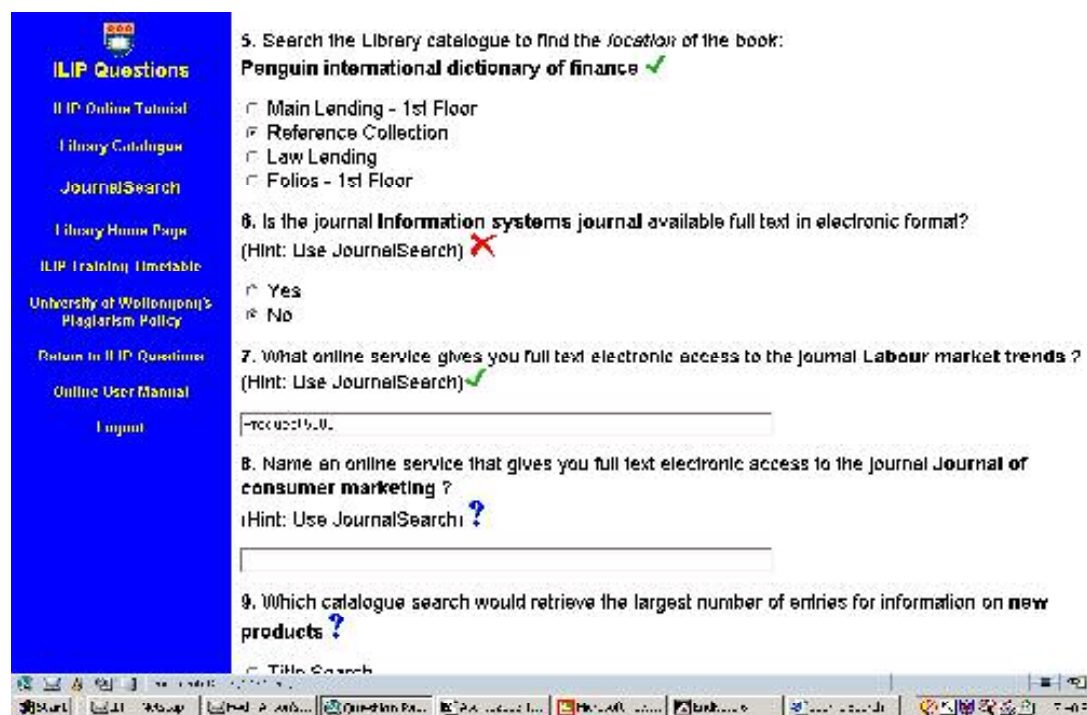 ILIP Questions
ILIP Online Tutorial
Library Catalogue
JournalSearch
Library Home Page
ILIP Training Timetable
University of Wollongong's
Plagiarism Policy
Return to ILIP Questions
Online User Manual
Logout
5. Search the Library catalogue to find the location of the book:
Penguin international dictionary of finance
Main Lending - 1st Floor
Reference Collection
Law Lending
Folios - 1st Floor
6. Is the journal Information systems journal available full text in electronic format?
(Hint: Use JournalSearch)
Yes
No
7. What online service gives you full text electronic access to the journal Labour market trends ?
(Hint: Use JournalSearch)
8. Name an online service that gives you full text electronic access to the journal Journal of
consumer marketing ?
(Hint: Use JournalSearch)
9. Which catalogue search would retrieve the largest number of entries for information on new
products
Title Search
Start